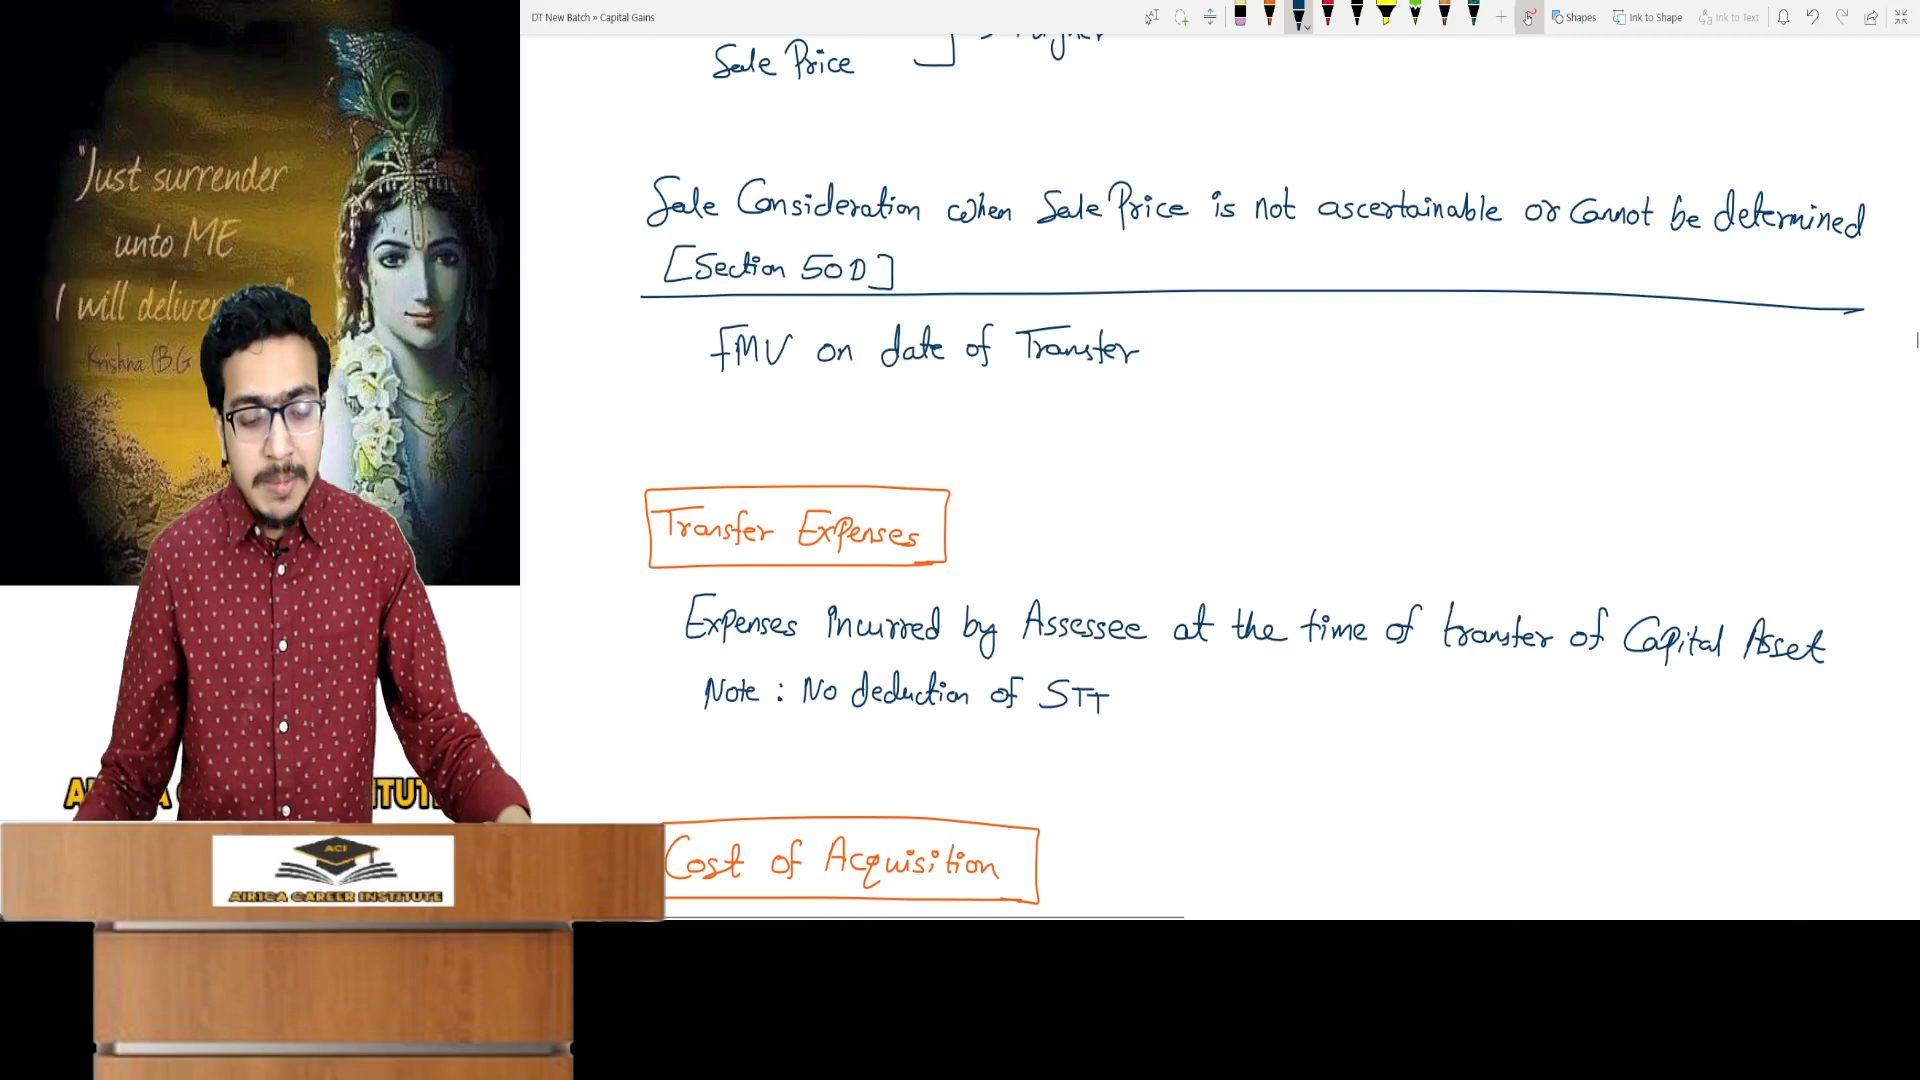 DT New Batch » Capital Gains
Shapes
Ink to Shape
Ink to Text
Sale Price
"Just surrender
unto ME
I will deliver
Krishna (B.G
Sale Consideration when Sale Price is not ascertainable or cannot be determined
[Section 50D]
FMV on date of Transfer
Transfer Expenses
Expenses incurred by Assessee at the time of transfer of Capital Asset
Note : No deduction of STT
Cost of Acquisition
ACI
AIRICA CAREER INSTITUTE